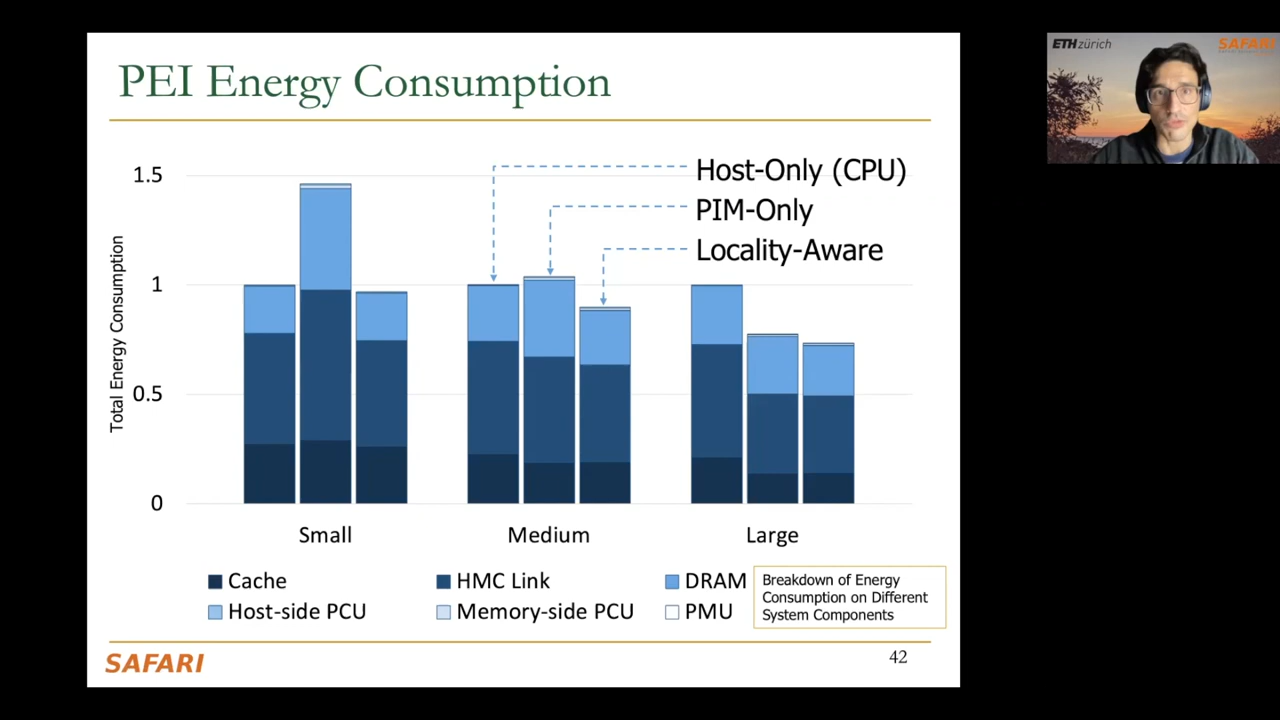 PEI Energy Consumption
Total Energy Consumption
1.5
1
0.5
0
Host-Only (CPU)
PIM-Only
Locality-Aware
Small
Medium
Large
Cache
HMC Link
DRAM
Host-side PCU
Memory-side PCU
PMU
Breakdown of Energy
Consumption on Different
System Components
SAFARI
42
ETH zürich
SAFARI